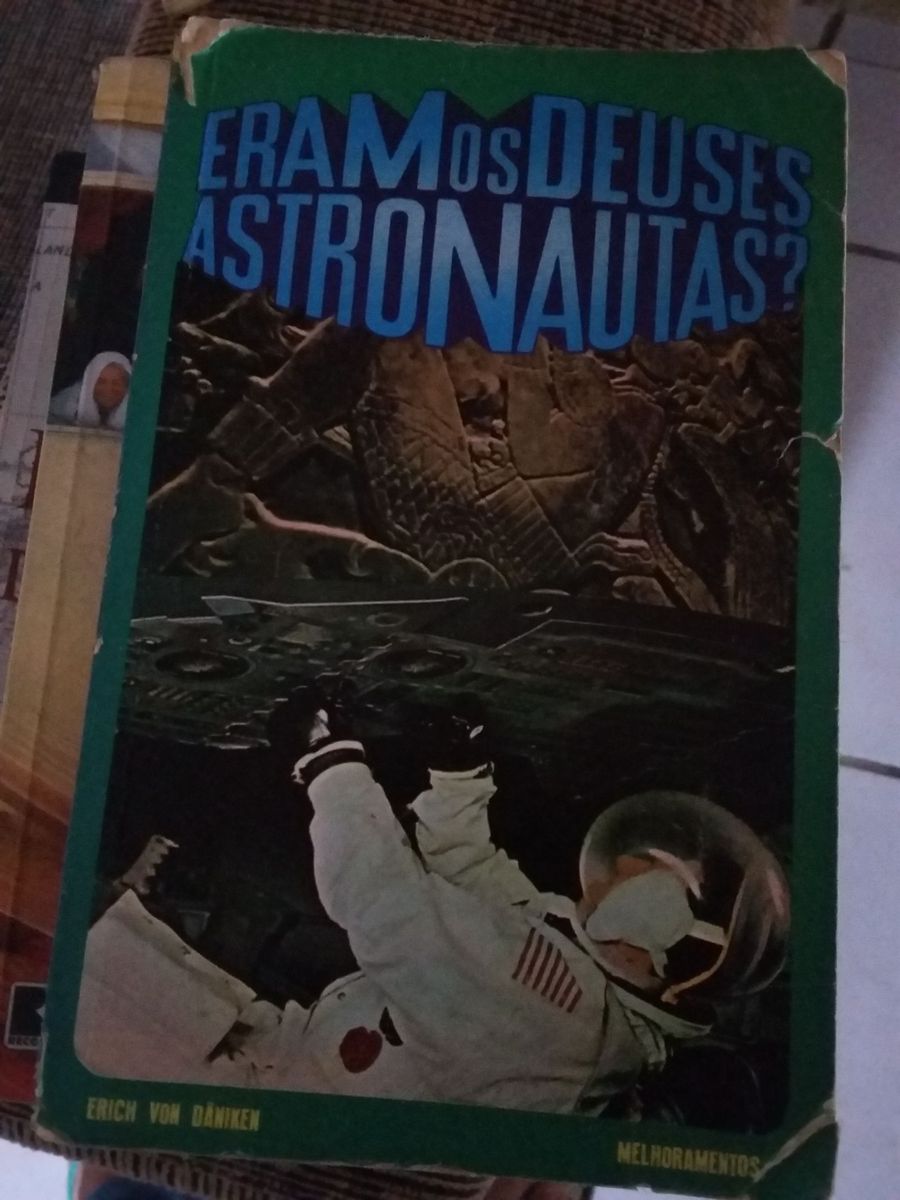 ERAM OS DEUSES
ASTRONAUTAS?
ERICH VON DÄNIKEN
MELHORAMENTOS